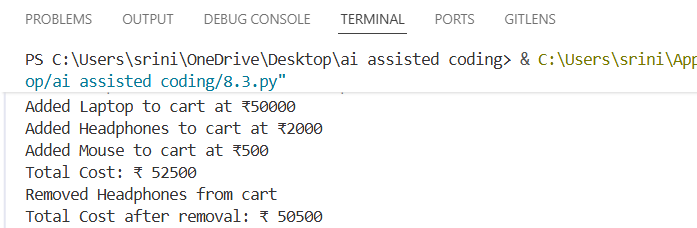 PROBLEMS OUTPUT DEBUG CONSOLE TERMINAL PORTS GITLENS
PS C:\Users\srini\OneDrive\Desktop\ai assisted coding> & C:\Users\srini\App
op/ai assisted coding/8.3.py"
Added Laptop to cart at ₹50000
Added Headphones to cart at ₹2000
Added Mouse to cart at ₹500
Total Cost: ₹ 52500
Removed Headphones from cart
Total Cost after removal: ₹ 50500